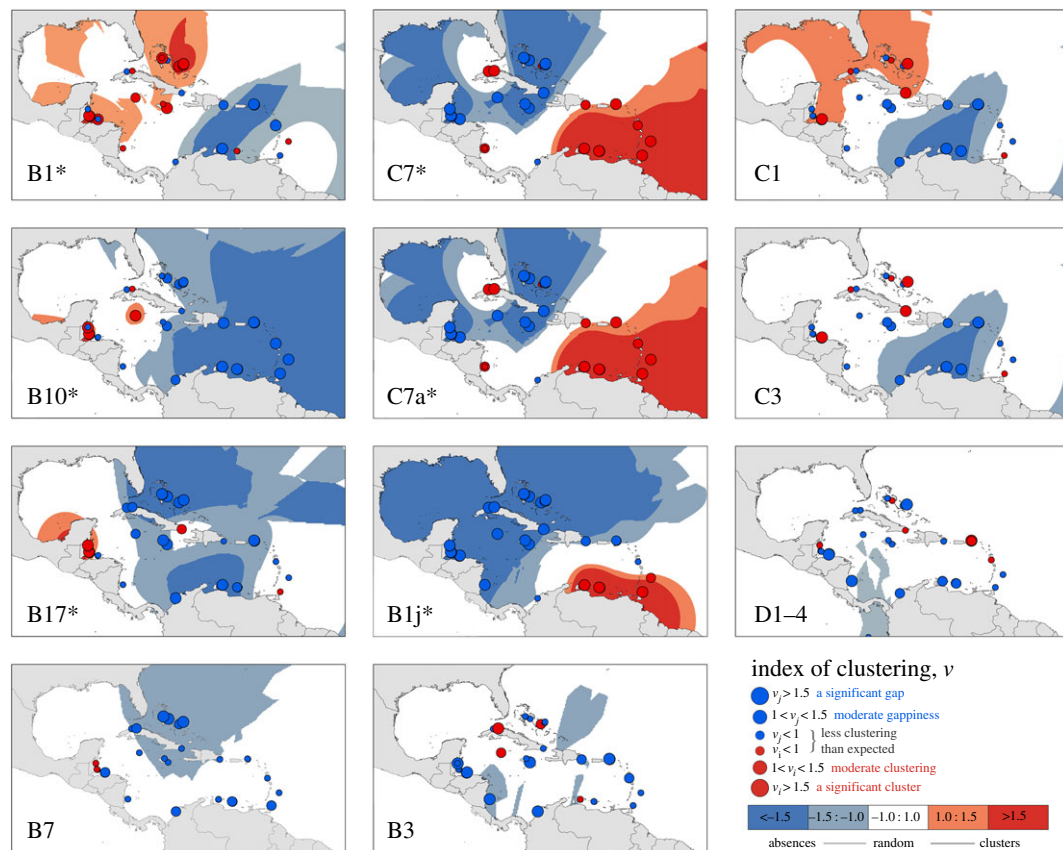 B1*
C7*
C1
B10*
C7a*
C3
B17*
B1j*
D1–4
B7
B3
index of clustering, v
vj > 1.5 a significant gap
1 < vj < 1.5 moderate gappiness
vj < 1 } less clustering
vi < 1 than expected
1 < vi < 1.5 moderate clustering
vi > 1.5 a significant cluster
<–1.5 –1.5 : –1.0 –1.0 : 1.0 1.0 : 1.5 >1.5
absences random clusters